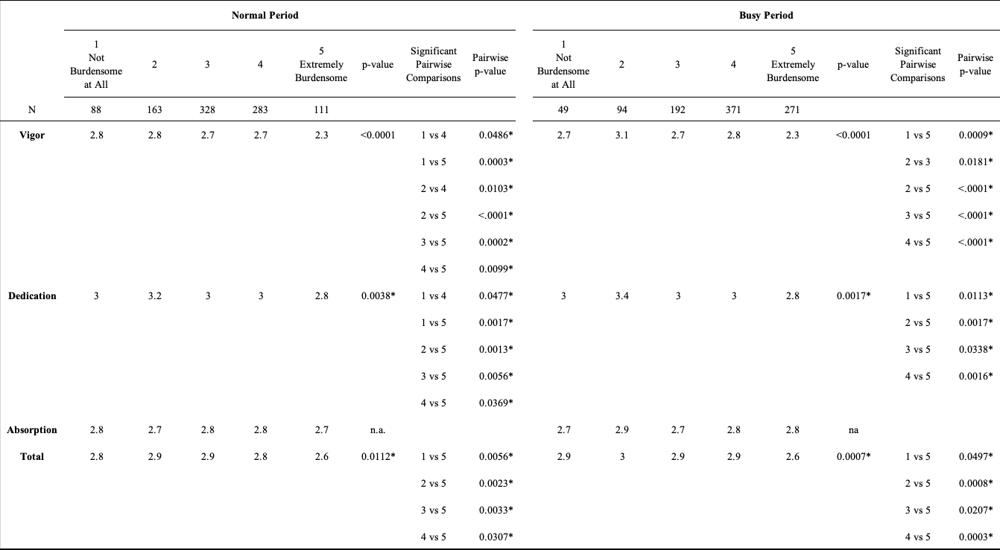 Normal Period Busy Period
1 Not Burdensome at All 2 3 4 5 Extremely Burdensome p-value Significant Pairwise Comparisons Pairwise p-value 1 Not Burdensome at All 2 3 4 5 Extremely Burdensome p-value Significant Pairwise Comparisons Pairwise p-value
N 88 163 328 283 111 49 94 192 371 271
Vigor 2.8 2.8 2.7 2.7 2.3 <0.0001 1 vs 4 0.0486* 2.7 3.1 2.7 2.8 2.3 <0.0001 1 vs 5 0.0009*
1 vs 5 0.0003* 2 vs 3 0.0181*
2 vs 4 0.0103* 2 vs 5 <.0001*
2 vs 5 <.0001* 3 vs 5 <.0001*
3 vs 5 0.0002* 4 vs 5 <.0001*
4 vs 5 0.0099*
Dedication 3 3.2 3 3 2.8 0.0038* 1 vs 4 0.0477* 3 3.4 3 3 2.8 0.0017* 1 vs 5 0.0113*
1 vs 5 0.0017* 2 vs 5 0.0017*
2 vs 5 0.0013* 3 vs 5 0.0338*
3 vs 5 0.0056* 4 vs 5 0.0016*
4 vs 5 0.0369*
Absorption 2.8 2.7 2.8 2.8 2.7 n.a. 2.7 2.9 2.7 2.8 2.8 na
Total 2.8 2.9 2.9 2.8 2.6 0.0112* 1 vs 5 0.0056* 2.9 3 2.9 2.9 2.6 0.0007* 1 vs 5 0.0497*
2 vs 5 0.0023* 2 vs 5 0.0008*
3 vs 5 0.0033* 3 vs 5 0.0207*
4 vs 5 0.0307* 4 vs 5 0.0003*